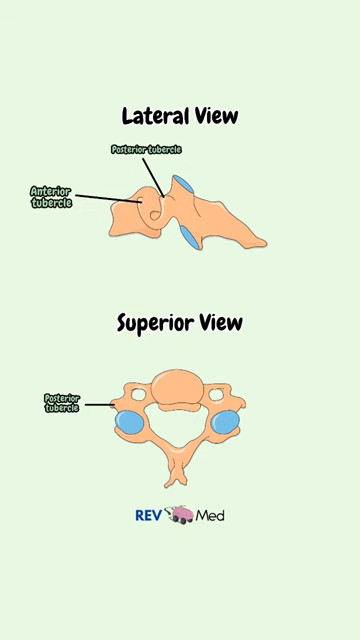 Lateral View
Posterior tubercle
Anterior
tubercle
Superior View
Posterior
tubercle
REV Med